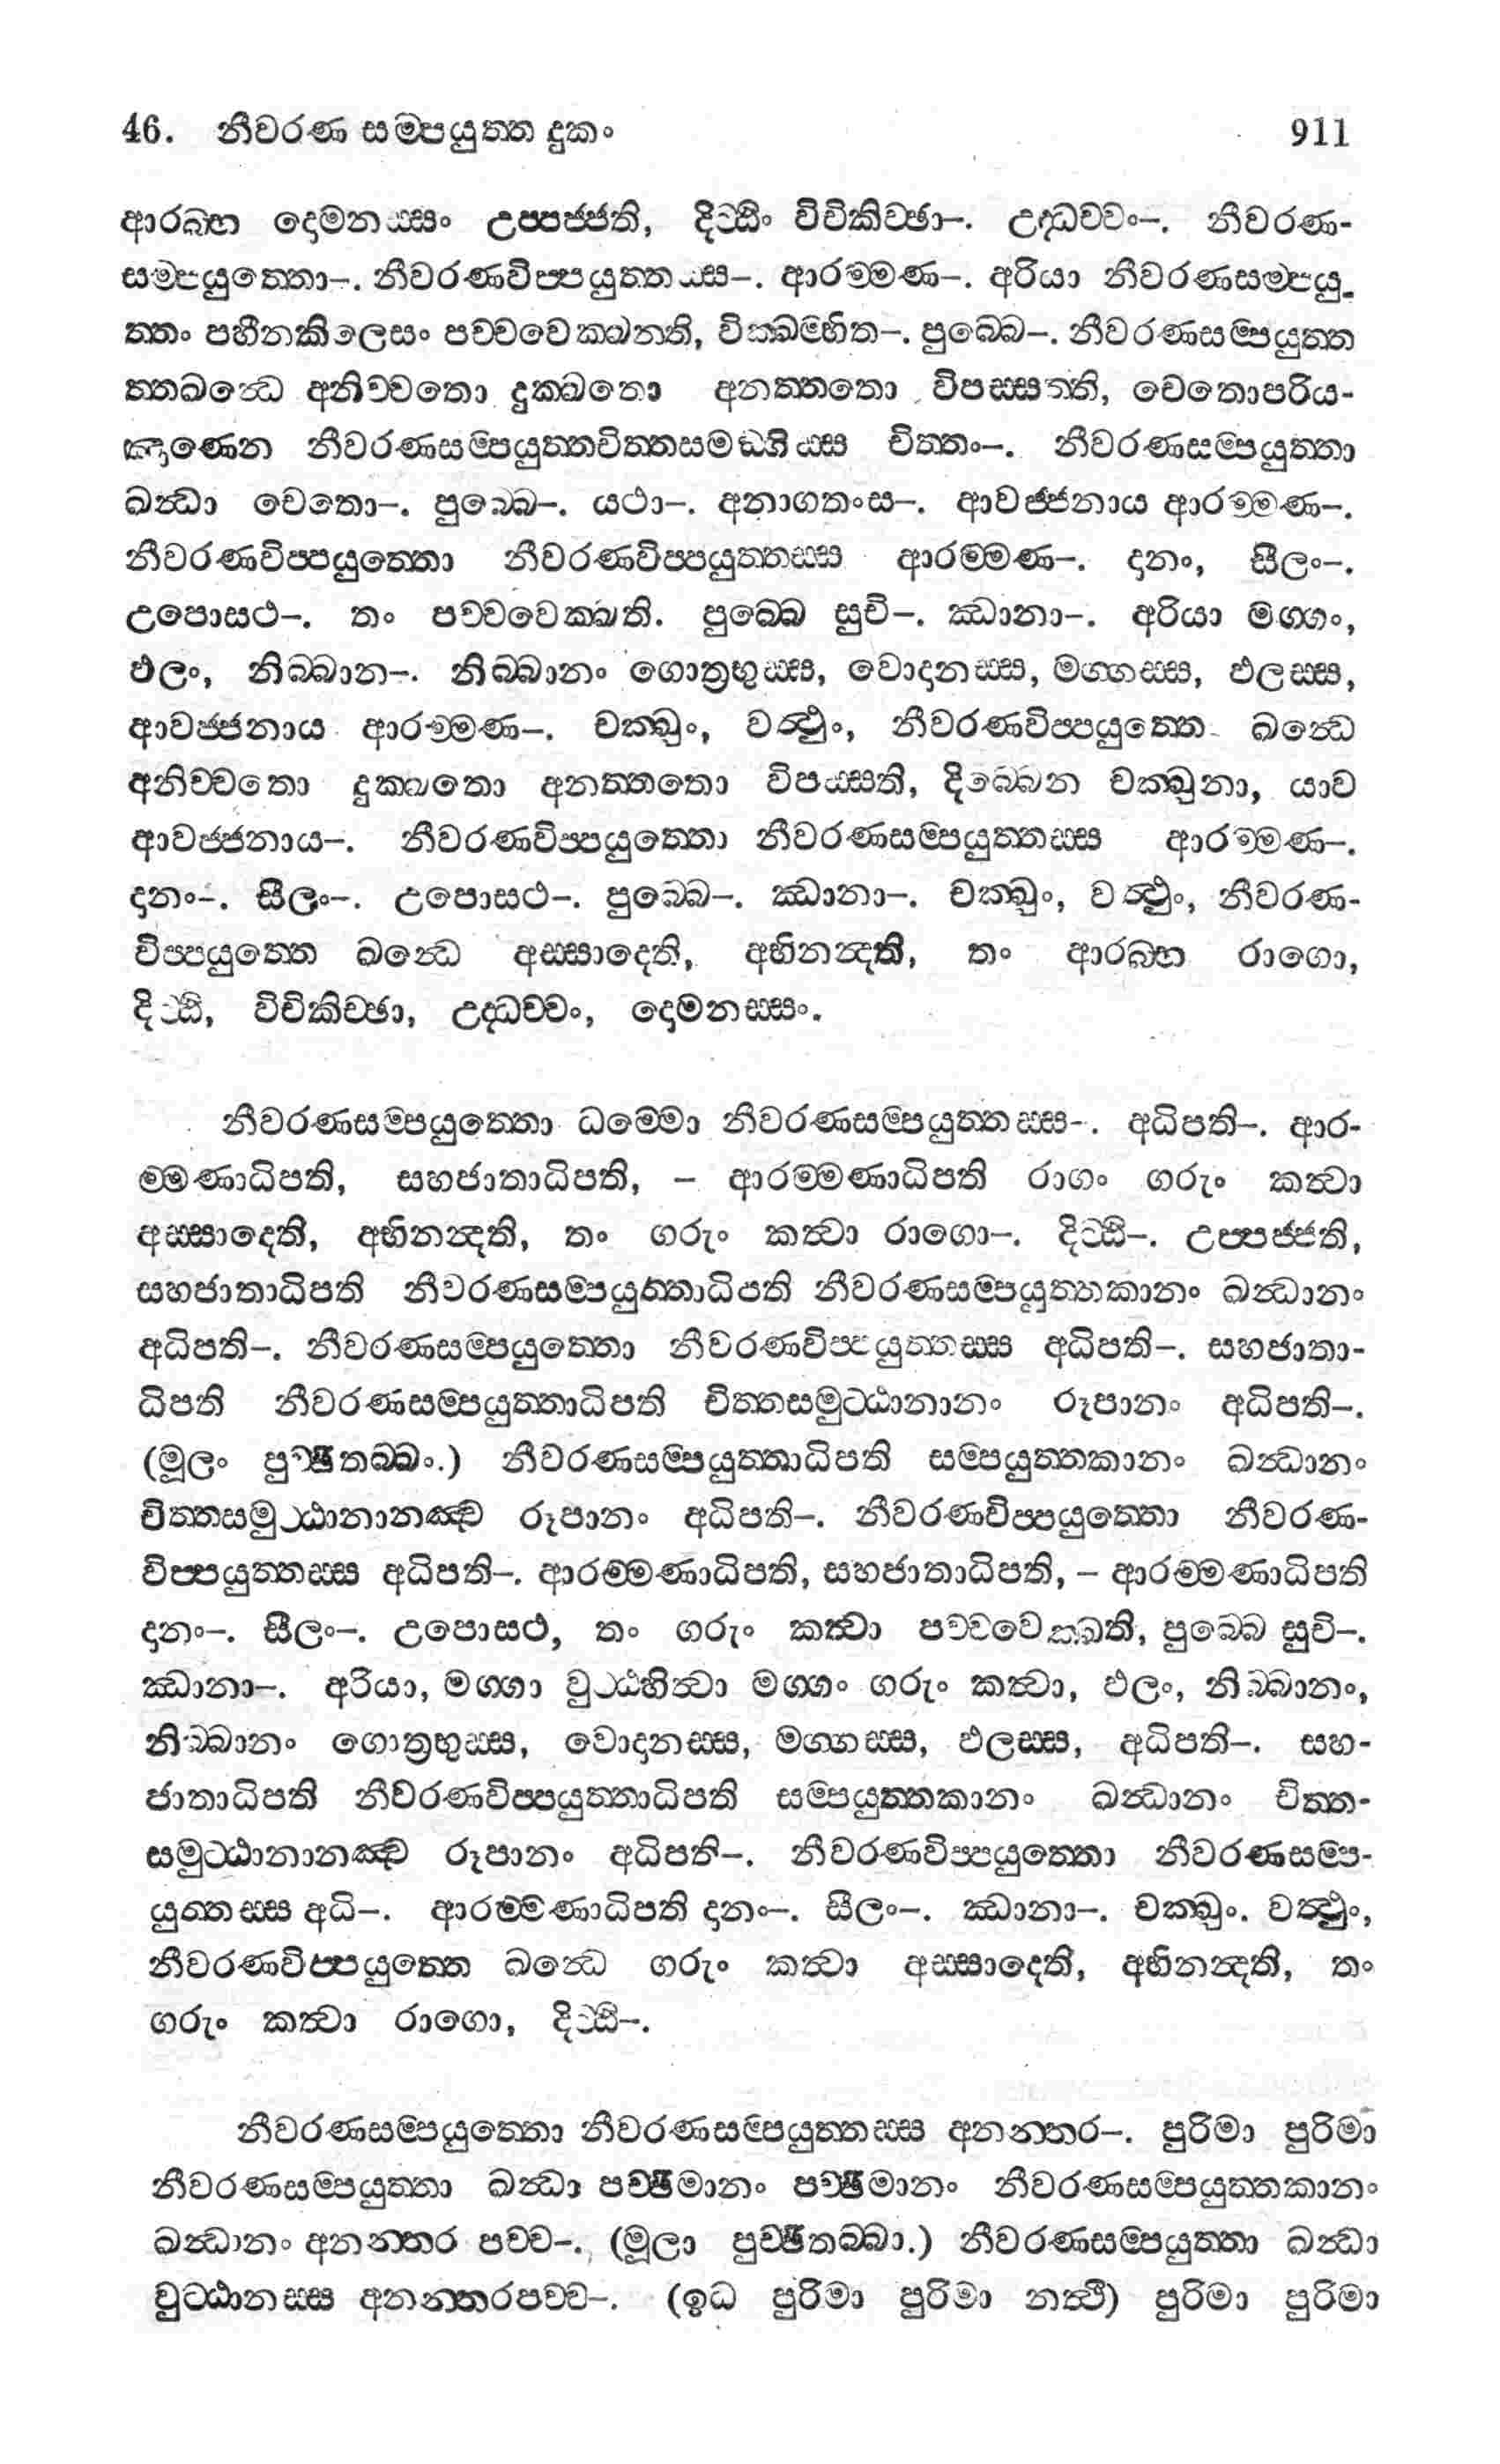 46. නීවරණ සම්පයුත්ත දුකං 911
ආරබ්භ දොමනස්සං උප්පජ්ජති, දිට්ඨිං විචිකිච්ඡා–. උද්ධච්චං–. නීවරණ-
සම්පයුත්තො–. නීවරණවිප්පයුත්තස්ස–. ආරම්මණ–. අරියා නීවරණසම්පයු-
ත්තං පහීනකිලෙසං පච්චවෙක්ඛන්ති, වික්ඛම්භිත–. පුබ්බෙ–. නීවරණසම්පයුත්ත
ත්තඛන්ධෙ අනිච්චතො දුක්ඛතො අනත්තතො විපස්සන්ති, චෙතොපරිය-
ඤාණෙන නීවරණසම්පයුත්තචිත්තසමඞ්ගිස්ස චිත්තං–. නීවරණසම්පයුත්තා
ඛන්ධා චෙතො–. පුබ්බෙ–. යථා–. අනාගතංස–. ආවජ්ජනාය ආරම්මණ–.
නීවරණවිප්පයුත්තො නීවරණවිප්පයුත්තස්ස ආරම්මණ–. දානං, සීලං–.
උපොසථ–. තං පච්චවෙක්ඛති. පුබ්බෙ සුචි–. ඣානා–. අරියා මග්ගං,
ඵලං, නිබ්බාන–. නිබ්බානං ගොත්‍රභුස්ස, වොදානස්ස, මග්ගස්ස, ඵලස්ස,
ආවජ්ජනාය ආරම්මණ–. චක්ඛුං, වත්ථුං, නීවරණවිප්පයුත්තෙ ඛන්ධෙ
අනිච්චතො දුක්ඛතො අනත්තතො විපස්සති, දිබ්බෙන චක්ඛුනා, යාව
ආවජ්ජනාය–. නීවරණවිප්පයුත්තො නීවරණසම්පයුත්තස්ස ආරම්මණ–.
දානං–. සීලං–. උපොසථ–. පුබ්බෙ–. ඣානා–. චක්ඛුං, වත්ථුං, නීවරණ-
විප්පයුත්තෙ ඛන්ධෙ අස්සාදෙති, අභිනන්දති, තං ආරබ්භ රාගො,
දිට්ඨි, විචිකිච්ඡා, උද්ධච්චං, දොමනස්සං.
නීවරණසම්පයුත්තො ධම්මො නීවරණසම්පයුත්තස්ස–. අධිපති–. ආර-
ම්මණාධිපති, සහජාතාධිපති, – ආරම්මණාධිපති රාගං ගරුං කත්වා
අස්සාදෙති, අභිනන්දති, තං ගරුං කත්වා රාගො–. දිට්ඨි–. උප්පජ්ජති,
සහජාතාධිපති නීවරණසම්පයුත්තාධිපති නීවරණසම්පයුත්තකානං ඛන්ධානං
අධිපති–. නීවරණසම්පයුත්තො නීවරණවිප්පයුත්තස්ස අධිපති–. සහජාතා-
ධිපති නීවරණසම්පයුත්තාධිපති චිත්තසමුට්ඨානානං රූපානං අධිපති–.
(මූලං පුච්ඡිතබ්බං.) නීවරණසම්පයුත්තාධිපති සම්පයුත්තකානං ඛන්ධානං
චිත්තසමුට්ඨානානඤ්ච රූපානං අධිපති–. නීවරණවිප්පයුත්තො නීවරණ-
විප්පයුත්තස්ස අධිපති–. ආරම්මණාධිපති, සහජාතාධිපති, – ආරම්මණාධිපති
දානං–. සීලං–. උපොසථ, තං ගරුං කත්වා පච්චවෙක්ඛති, පුබ්බෙ සුචි–.
ඣානා–. අරියා, මග්ගා වුට්ඨහිත්වා මග්ගං ගරුං කත්වා, ඵලං, නිබ්බානං,
නිබ්බානං ගොත්‍රභුස්ස, වොදානස්ස, මග්ගස්ස, ඵලස්ස, අධිපති–. සහ-
ජාතාධිපති නීවරණවිප්පයුත්තාධිපති සම්පයුත්තකානං ඛන්ධානං චිත්ත-
සමුට්ඨානානඤ්ච රූපානං අධිපති–. නීවරණවිප්පයුත්තො නීවරණසම්ප-
යුත්තස්ස අධි–. ආරම්මණාධිපති දානං–. සීලං–. ඣානා–. චක්ඛුං. වත්ථුං,
නීවරණවිප්පයුත්තෙ ඛන්ධෙ ගරුං කත්වා අස්සාදෙති, අභිනන්දති, තං
ගරුං කත්වා රාගො, දිට්ඨි–.
නීවරණසම්පයුත්තො නීවරණසම්පයුත්තස්ස අනන්තර–. පුරිමා පුරිමා
නීවරණසම්පයුත්තා ඛන්ධා පච්ඡිමානං පච්ඡිමානං නීවරණසම්පයුත්තකානං
ඛන්ධානං අනන්තර පච්ච–. (මූලා පුච්ඡිතබ්බා.) නීවරණසම්පයුත්තා ඛන්ධා
වුට්ඨානස්ස අනන්තරපච්ච–. (ඉධ පුරිමා පුරිමා නත්ථි) පුරිමා පුරිමා